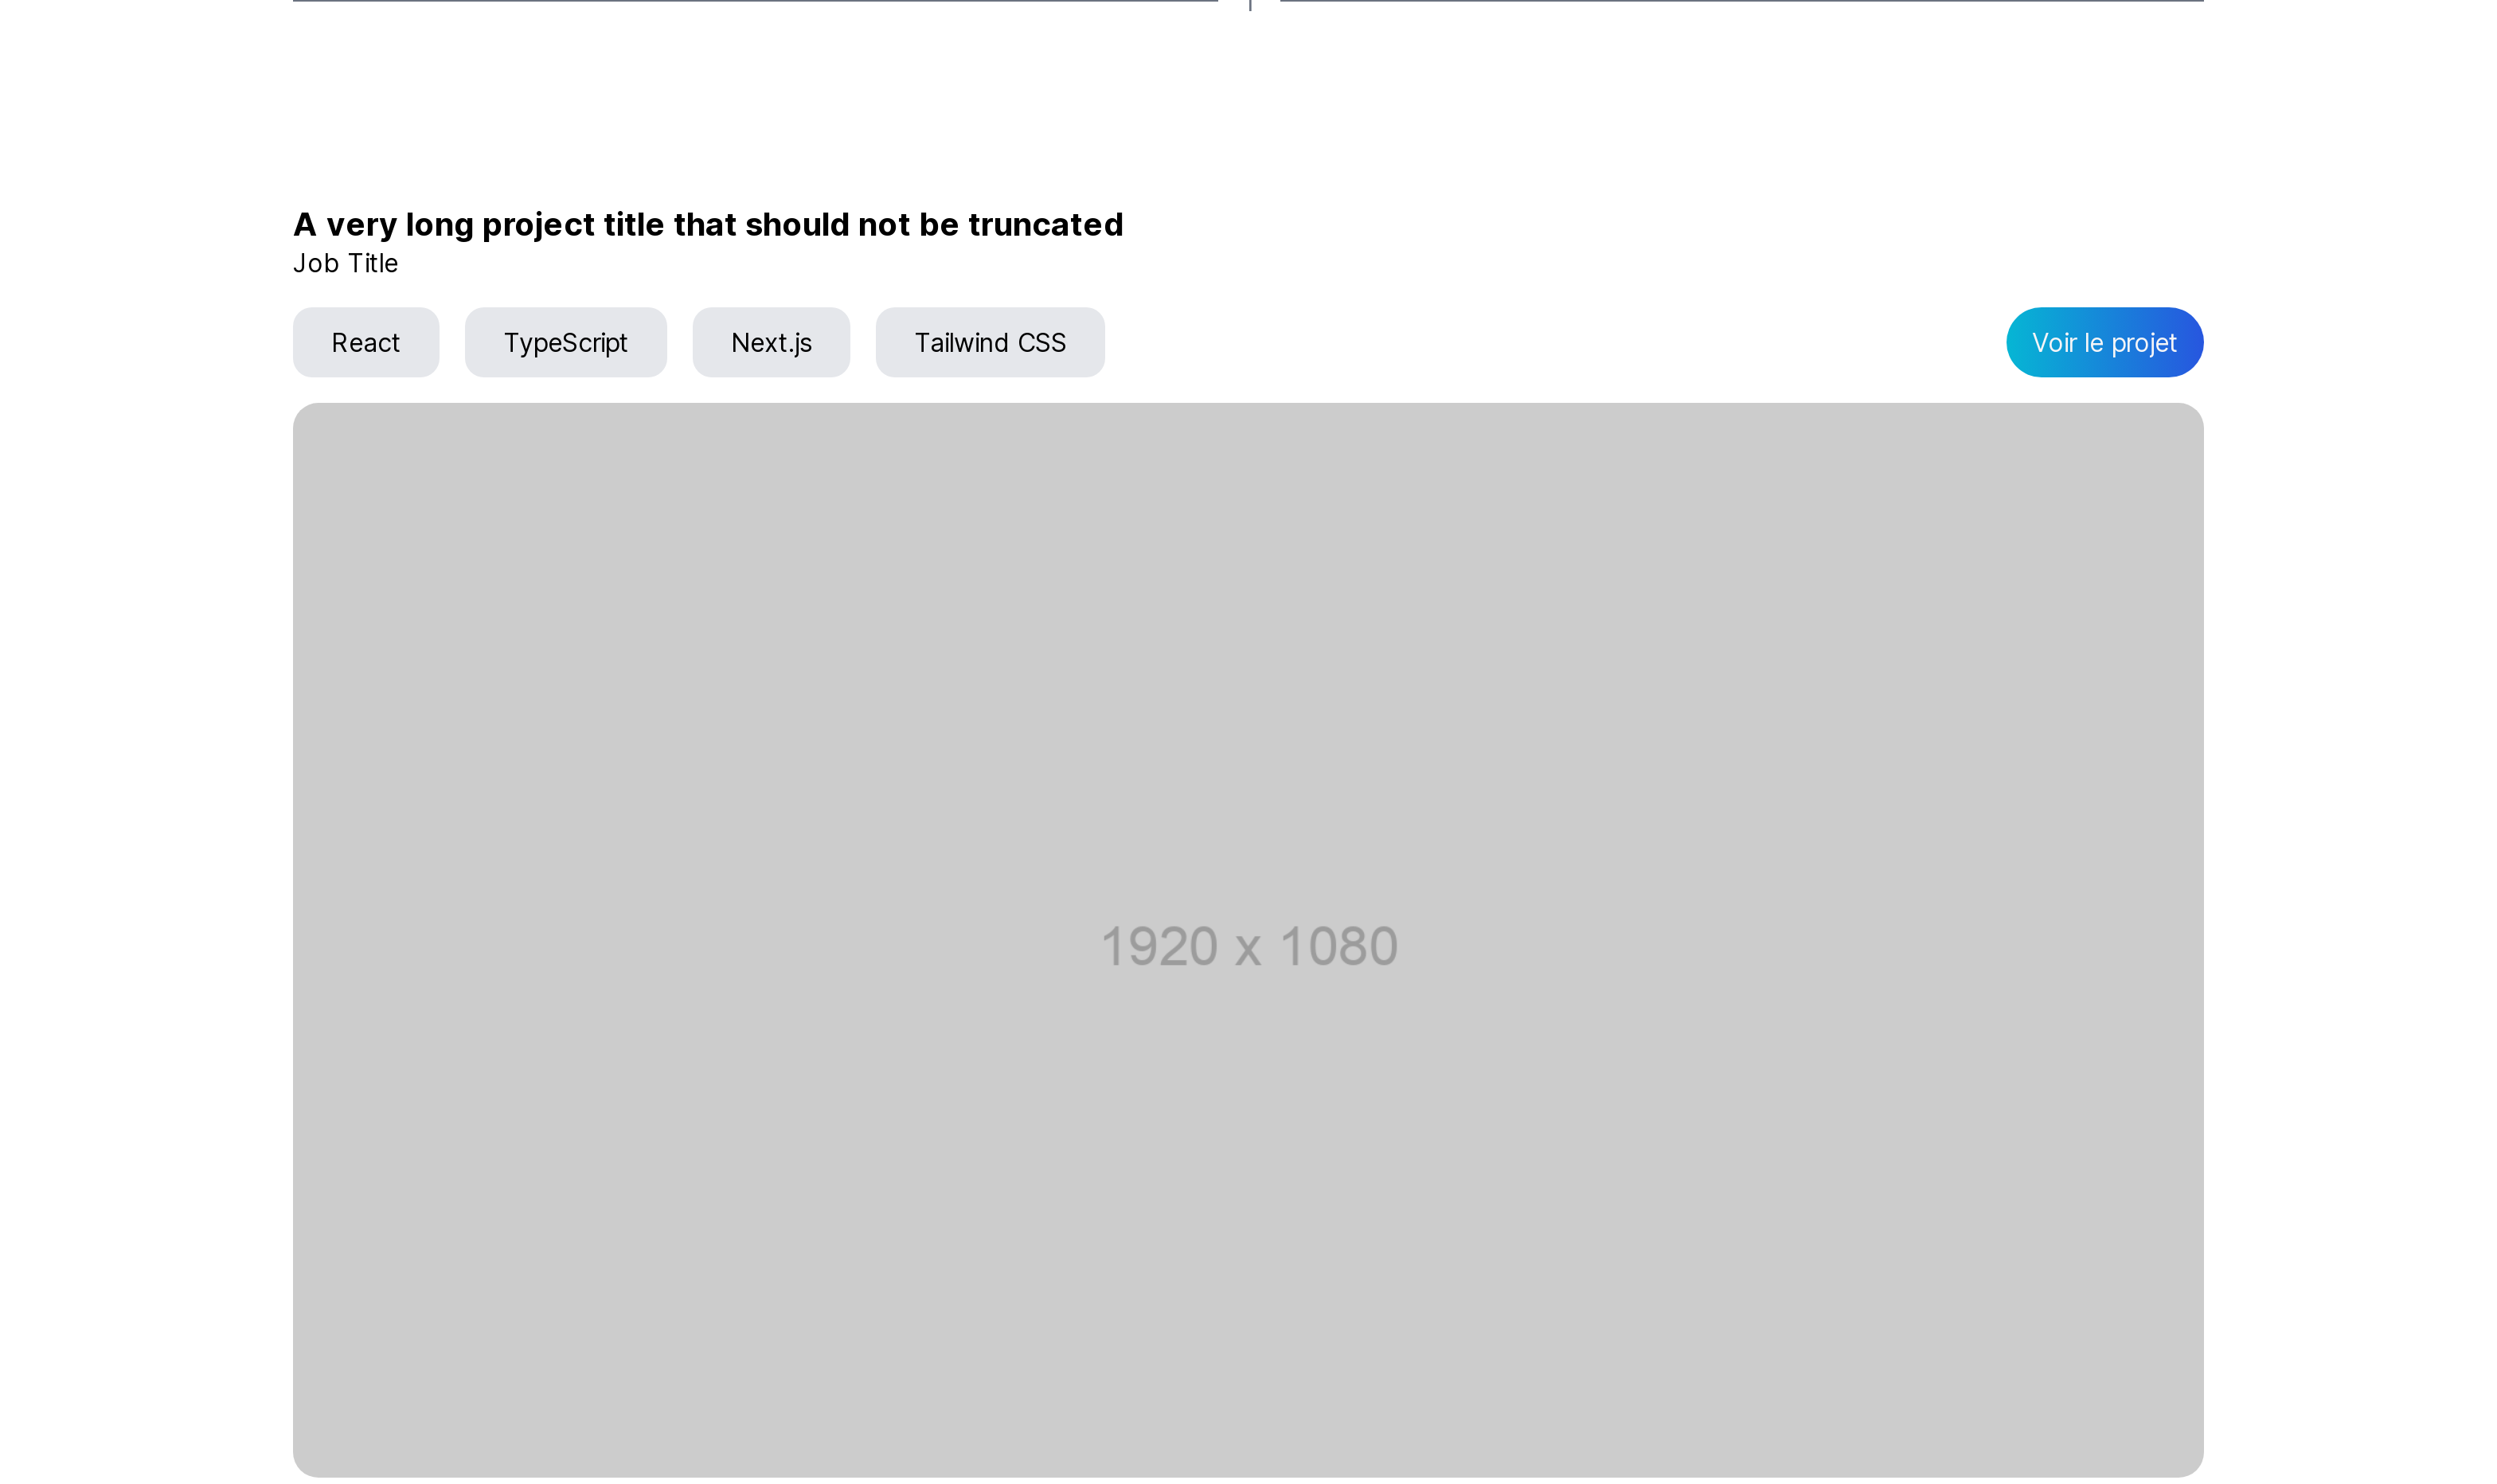 A very long project title that should not be truncated
Job Title
React TypeScript Next.js Tailwind CSS Voir le projet
1920 x 1080